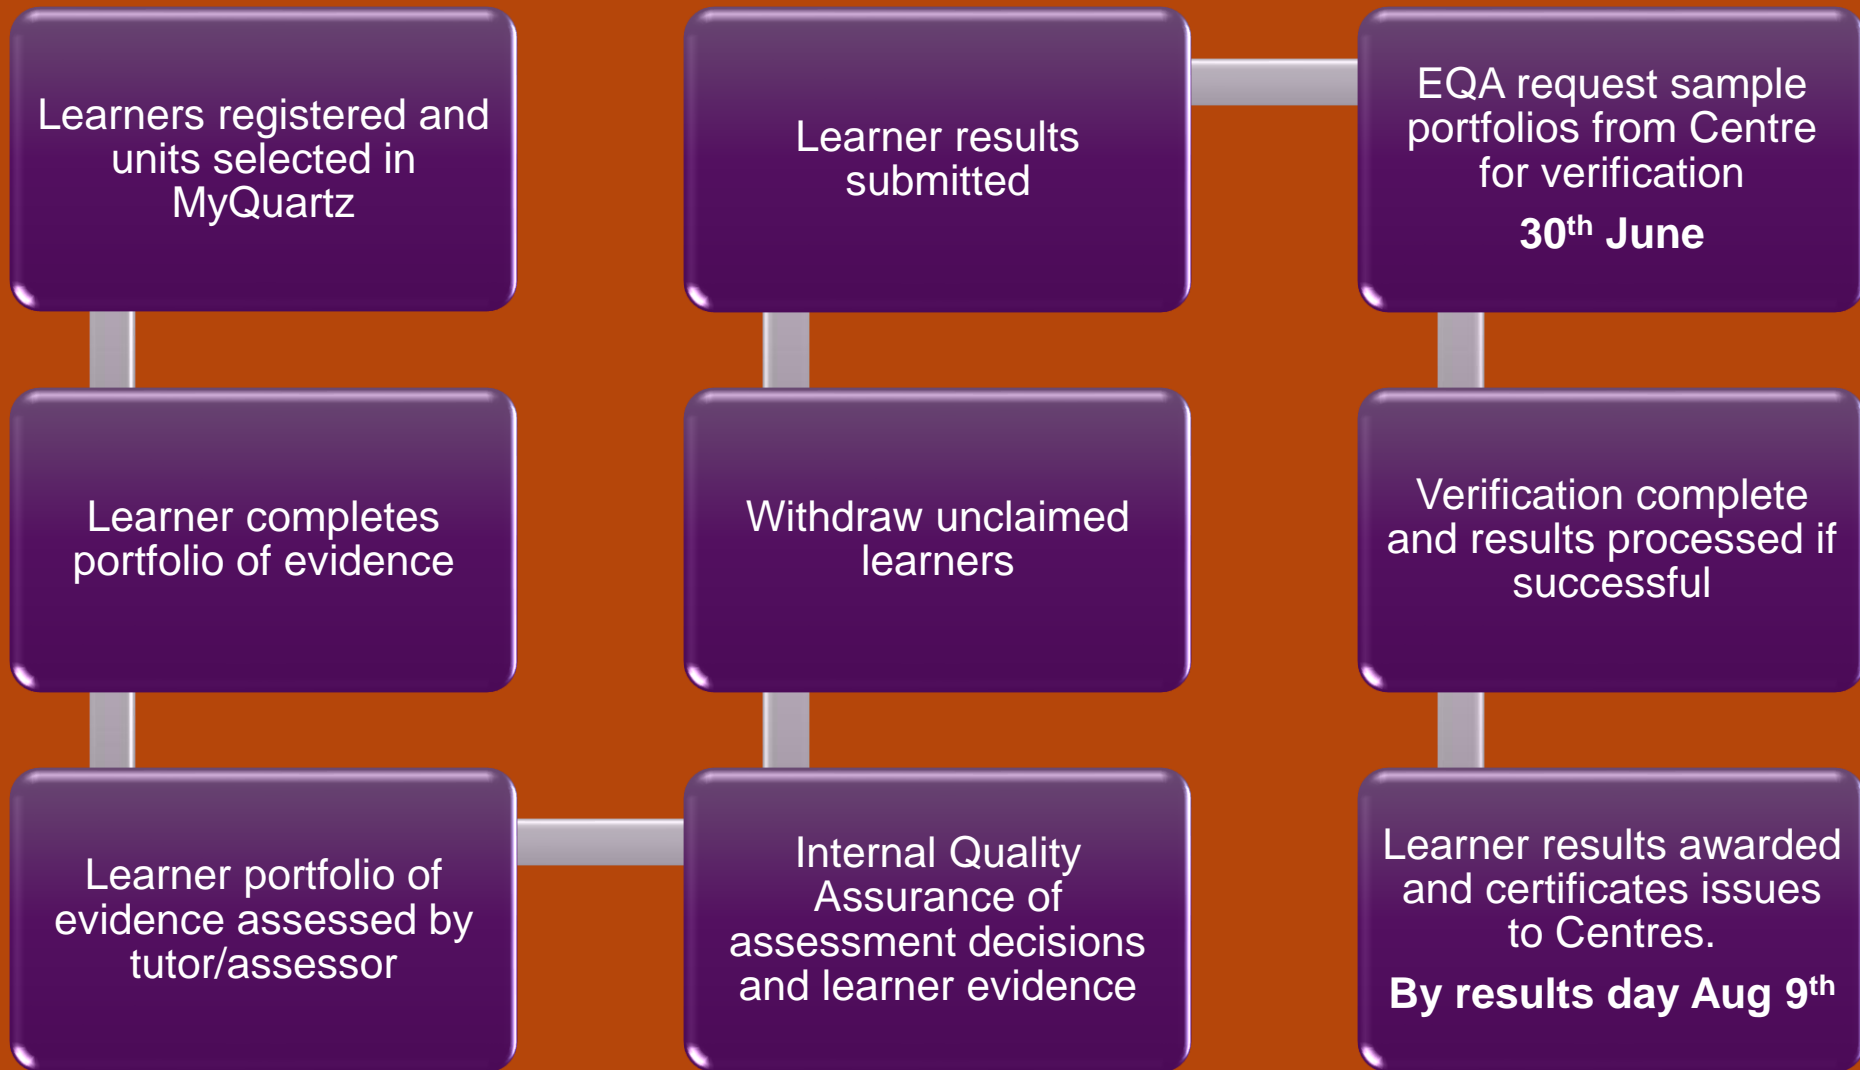 Learners registered and
units selected in
MyQuartz
Learner completes
portfolio of evidence
Learner portfolio of
evidence assessed by
tutor/assessor
Internal Quality
Assurance of
assessment decisions
and learner evidence
Withdraw unclaimed
learners
Learner results
submitted
EQA request sample
portfolios from Centre
for verification
30th June
Verification complete
and results processed if
successful
Learner results awarded
and certificates issues
to Centres.
By results day Aug 9th